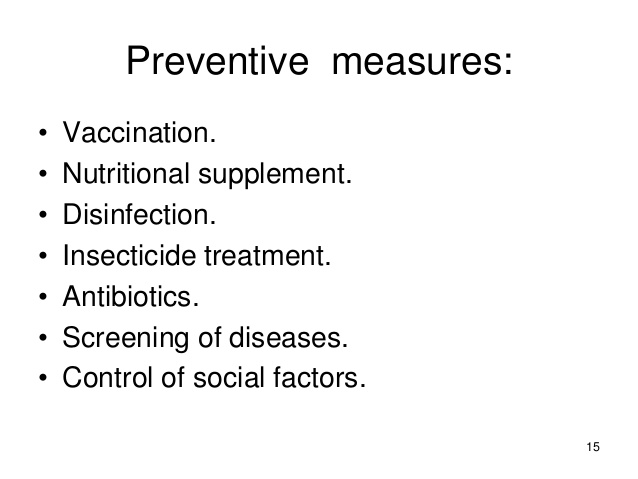 Preventive measures:
• Vaccination.
• Nutritional supplement.
• Disinfection.
• Insecticide treatment.
• Antibiotics.
• Screening of diseases.
• Control of social factors.
15